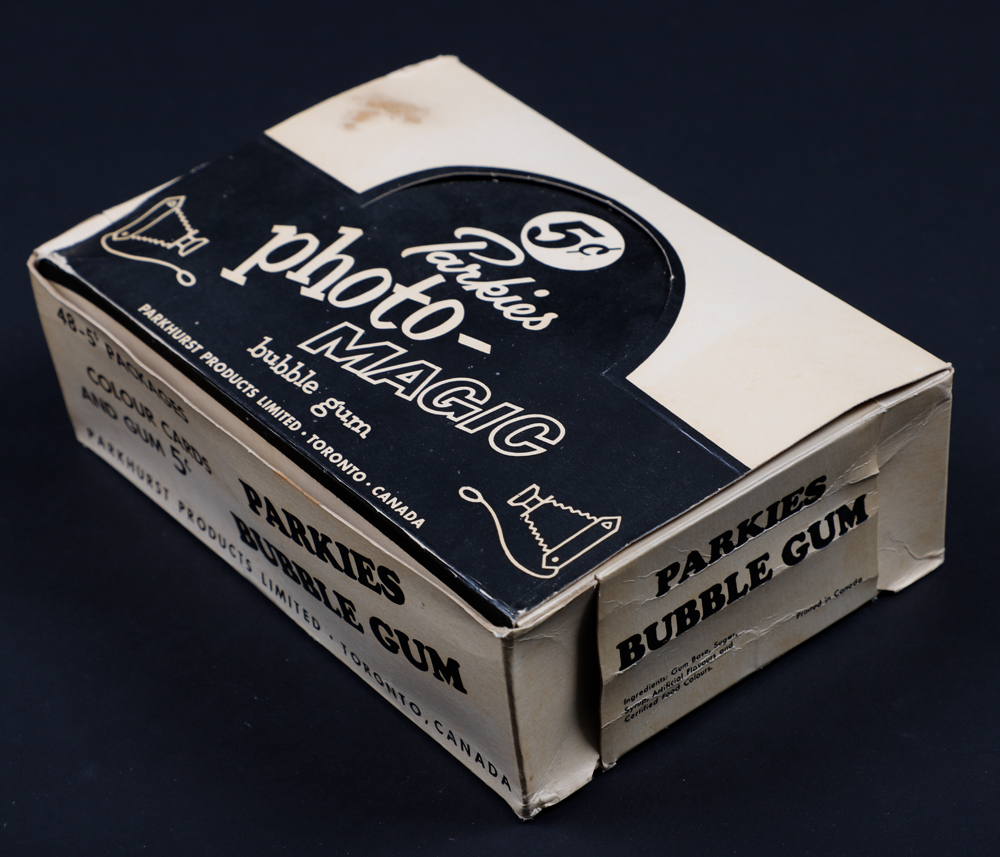 5¢
Parkies
photo-
MAGIC
bubble gum
PARKHURST PRODUCTS LIMITED • TORONTO • CANADA
48-5¢ PACKAGES
COLOUR CARDS
AND GUM 5¢
PARKIES
BUBBLE GUM
PARKHURST PRODUCTS LIMITED • TORONTO, CANADA
PARKIES
BUBBLE GUM
Ingredients: Gum Base, Sugar,
Syrup, Artificial Flavours and
Certified Food Colours.
Printed in Canada